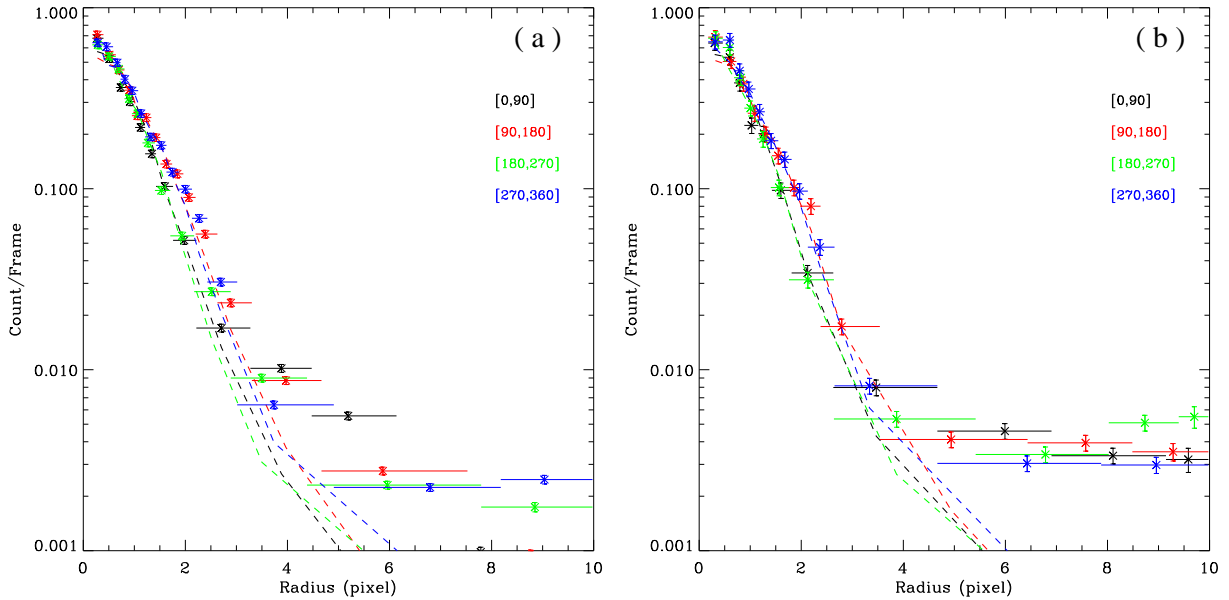 ( a )
[0,90]
[90,180]
[180,270]
[270,360]
1.000
0.100
0.010
0.001
Count/Frame
0 2 4 6 8 10
Radius (pixel)
( b )
[0,90]
[90,180]
[180,270]
[270,360]
1.000
0.100
0.010
0.001
Count/Frame
0 2 4 6 8 10
Radius (pixel)